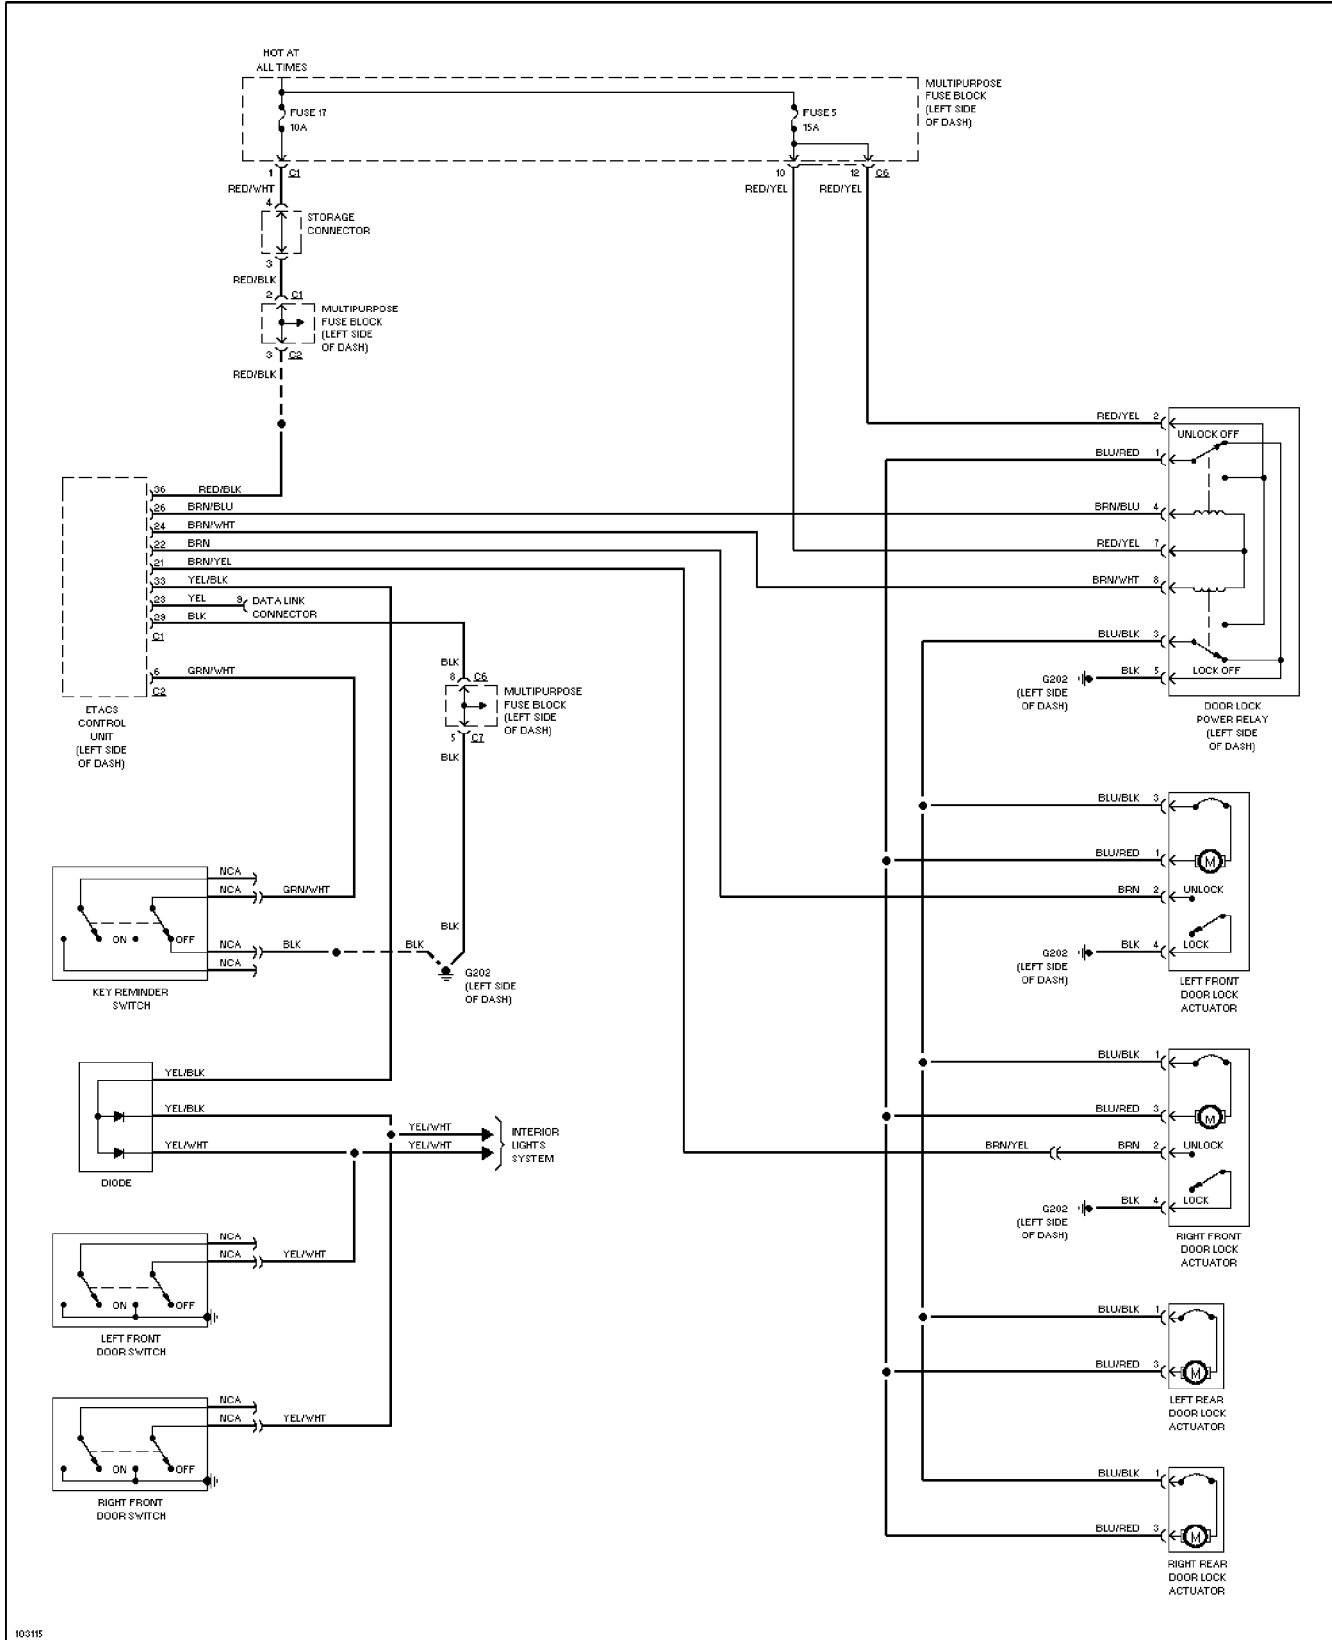 HOT AT
ALL TIMES
FUSE 17
10A
FUSE 5
15A
MULTIPURPOSE
FUSE BLOCK
(LEFT SIDE
OF DASH)
1 C1
10
12 C6
RED/WHT
RED/YEL
RED/YEL
4
STORAGE
CONNECTOR
3
RED/BLK
2 C1
MULTIPURPOSE
FUSE BLOCK
(LEFT SIDE
OF DASH)
3 C2
RED/BLK
36 RED/BLK
26 BRN/BLU
24 BRN/WHT
22 BRN
21 BRN/YEL
33 YEL/BLK
23 YEL 9 DATA LINK
CONNECTOR
29 BLK
C1
6 GRN/WHT
C2
ETACS
CONTROL
UNIT
(LEFT SIDE
OF DASH)
BLK
8 C6
MULTIPURPOSE
FUSE BLOCK
(LEFT SIDE
OF DASH)
5 C7
BLK
BLK
RED/YEL 2
UNLOCK OFF
BLU/RED 1
BRN/BLU 4
RED/YEL 7
BRN/WHT 8
BLU/BLK 3
LOCK OFF
BLK 5
G202
(LEFT SIDE
OF DASH)
DOOR LOCK
POWER RELAY
(LEFT SIDE
OF DASH)
BLU/BLK 3
BLU/RED 1
M
BRN 2 UNLOCK
BLK 4 LOCK
G202
(LEFT SIDE
OF DASH)
LEFT FRONT
DOOR LOCK
ACTUATOR
NCA
NCA GRN/WHT
ON OFF
NCA BLK BLK
NCA
G202
(LEFT SIDE
OF DASH)
KEY REMINDER
SWITCH
YEL/BLK
YEL/BLK
YEL/WHT
DIODE
YEL/WHT
YEL/WHT
INTERIOR
LIGHTS
SYSTEM
BLU/BLK 1
BLU/RED 3
M
BRN/YEL BRN 2 UNLOCK
BLK 4 LOCK
G202
(LEFT SIDE
OF DASH)
RIGHT FRONT
DOOR LOCK
ACTUATOR
NCA
NCA YEL/WHT
ON OFF
LEFT FRONT
DOOR SWITCH
BLU/BLK 1
BLU/RED 3
M
LEFT REAR
DOOR LOCK
ACTUATOR
NCA
NCA YEL/WHT
ON OFF
RIGHT FRONT
DOOR SWITCH
BLU/BLK 1
BLU/RED 3
M
RIGHT REAR
DOOR LOCK
ACTUATOR
103115